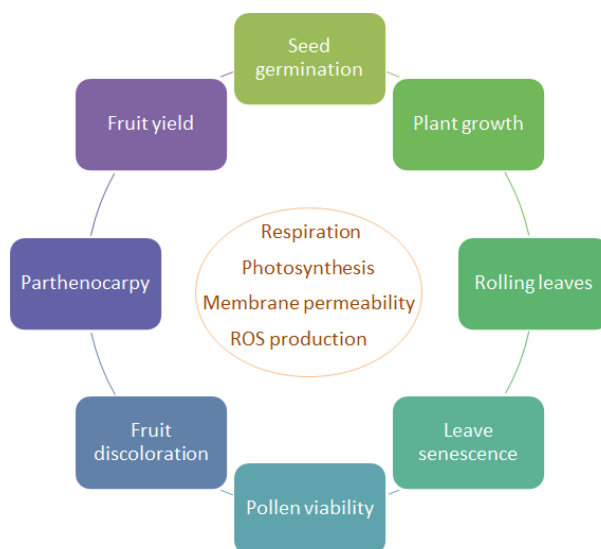 Seed
germination
Plant growth
Rolling leaves
Leave
senescence
Pollen viability
Fruit
discoloration
Parthenocarpy
Fruit yield
Respiration
Photosynthesis
Membrane permeability
ROS production